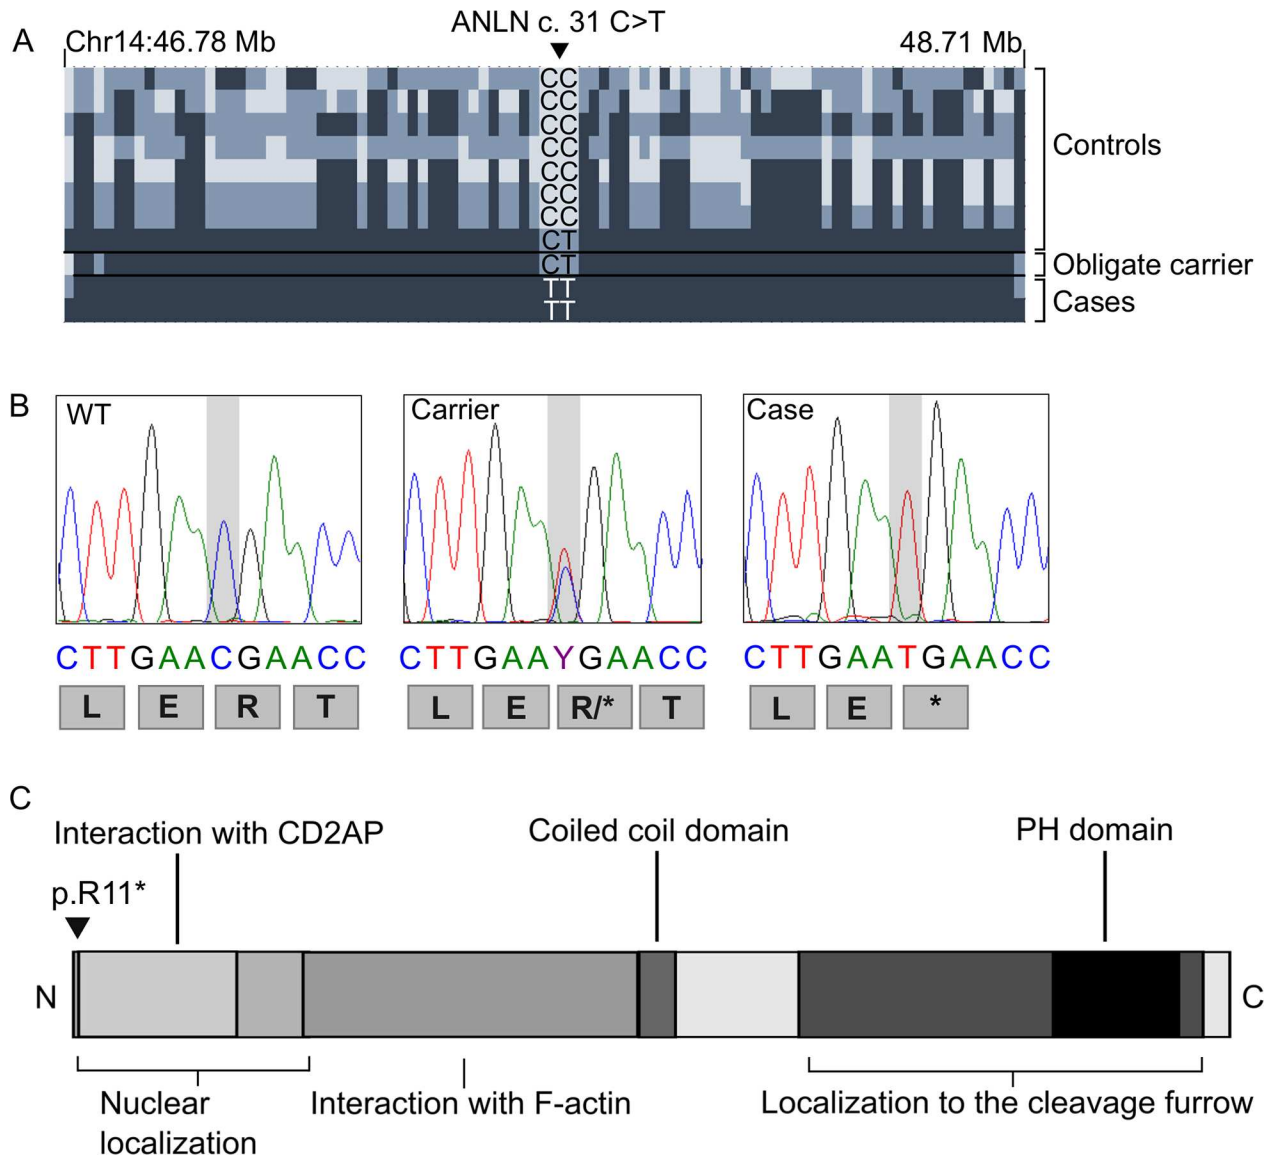 A
ANLN c. 31 C>T
Chr14:46.78 Mb
48.71 Mb
CC
CC
CC
CC
CC
CC
CC
CT
CT
TT
TT
Controls
Obligate carrier
Cases
B
WT
Carrier
Case
CTTGAACGAACC
CTTGAAYGAACC
CTTGAATGAACC
L E R T
L E R/* T
L E *
C
Interaction with CD2AP
Coiled coil domain
PH domain
p.R11*
N
C
Nuclear
localization
Interaction with F-actin
Localization to the cleavage furrow